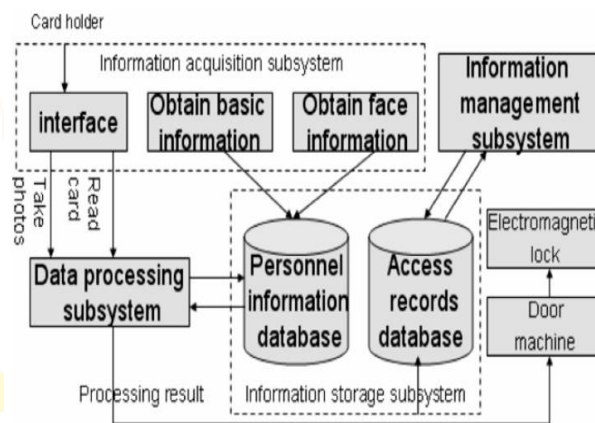 Card holder
Information acquisition subsystem
interface
Obtain basic
information
Obtain face
information
Information
management
subsystem
Take
photos
Read
card
Data processing
subsystem
Personnel
information
database
Access
records
database
Electromagneti
lock
Door
machine
Processing result
Information storage subsystem